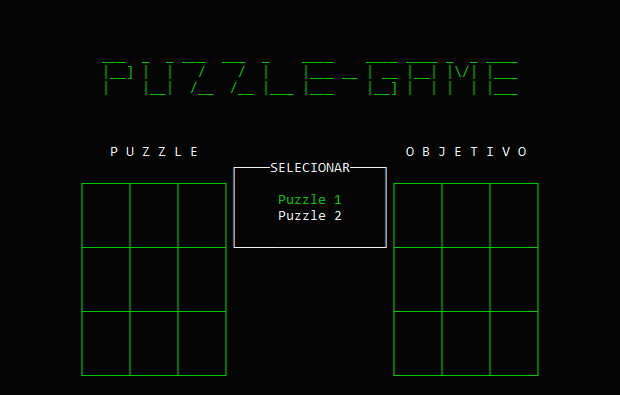 PUZZLE-GAME
P U Z Z L E
O B J E T I V O
SELECIONAR
Puzzle 1
Puzzle 2